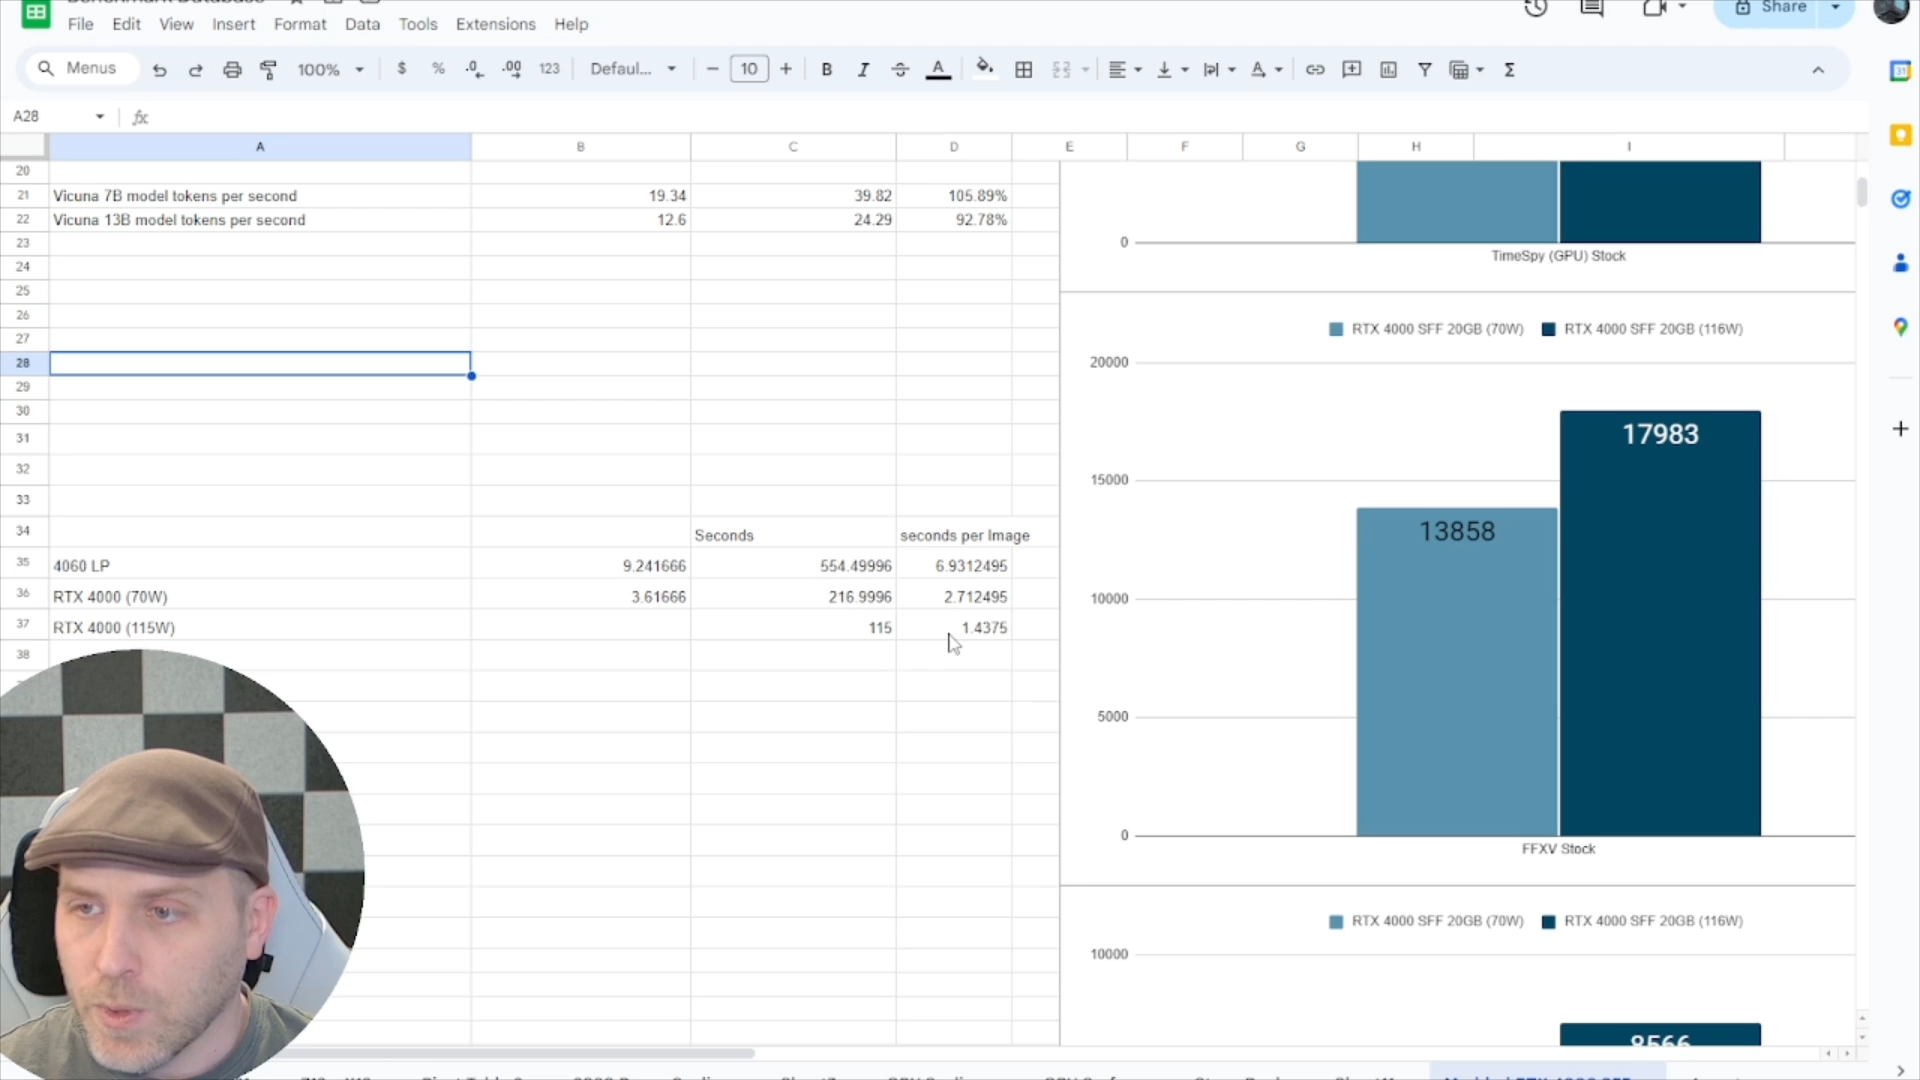 File Edit View Insert Format Data Tools Extensions Help
Share
Menus 100% $ % .0 .00 123 Defaul... 10 B I A Σ
A28 fx
A B C D E F G H I
20
21 Vicuna 7B model tokens per second 19.34 39.82 105.89%
22 Vicuna 13B model tokens per second 12.6 24.29 92.78%
23
24
25
26
27
28
29
30
31
32
33
34 Seconds seconds per Image
35 4060 LP 9.241666 554.49996 6.9312495
36 RTX 4000 (70W) 3.61666 216.9996 2.712495
37 RTX 4000 (115W) 115 1.4375
38
0
TimeSpy (GPU) Stock
RTX 4000 SFF 20GB (70W) RTX 4000 SFF 20GB (116W)
20000
17983
15000
13858
10000
5000
0
FFXV Stock
RTX 4000 SFF 20GB (70W) RTX 4000 SFF 20GB (116W)
10000
8566
31